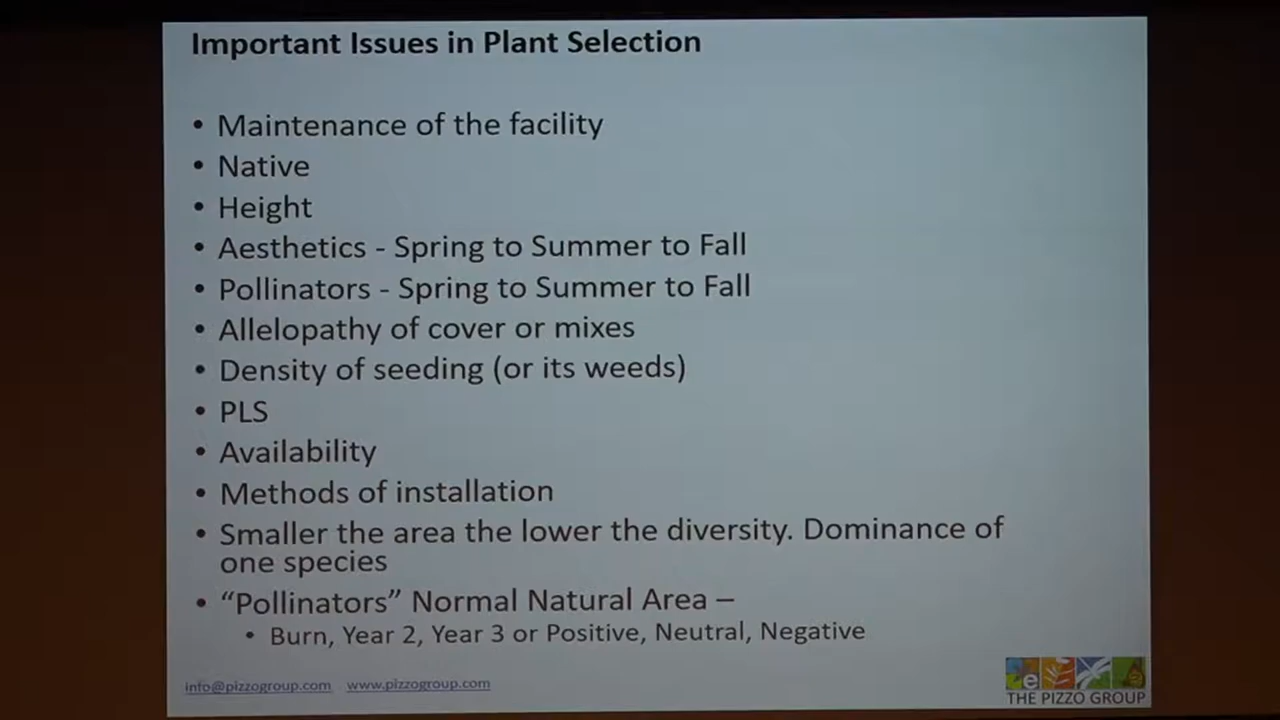 Important Issues in Plant Selection
• Maintenance of the facility
• Native
• Height
• Aesthetics - Spring to Summer to Fall
• Pollinators - Spring to Summer to Fall
• Allelopathy of cover or mixes
• Density of seeding (or its weeds)
• PLS
• Availability
• Methods of installation
• Smaller the area the lower the diversity. Dominance of
one species
• “Pollinators” Normal Natural Area –
• Burn, Year 2, Year 3 or Positive, Neutral, Negative
info@pizzogroup.com www.pizzogroup.com
e
THE PIZZO GROUP